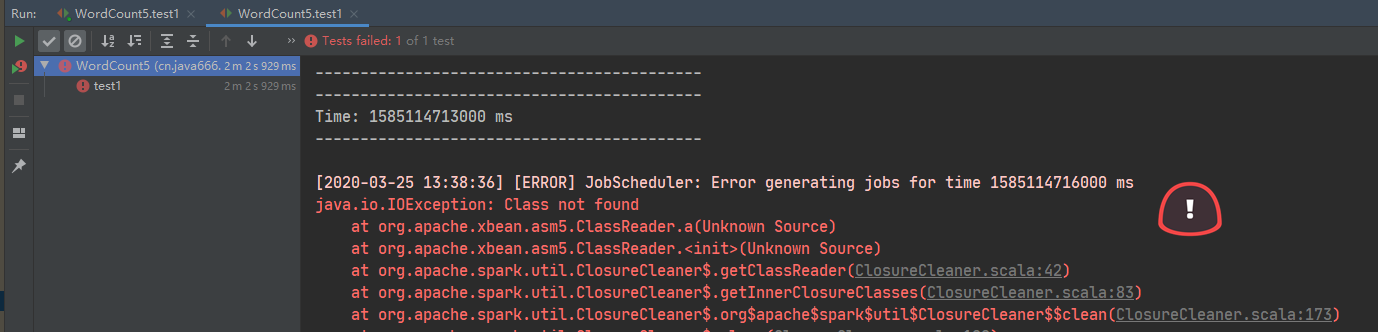 Run: WordCount5.test1 × WordCount5.test1 ×
» Tests failed: 1 of 1 test
WordCount5 (cn.java666. 2 m 2 s 929 ms
test1 2 m 2 s 929 ms
-------------------------------------------
-------------------------------------------
Time: 1585114713000 ms
-------------------------------------------
[2020-03-25 13:38:36] [ERROR] JobScheduler: Error generating jobs for time 1585114716000 ms
java.io.IOException: Class not found
at org.apache.xbean.asm5.ClassReader.a(Unknown Source)
at org.apache.xbean.asm5.ClassReader.<init>(Unknown Source)
at org.apache.spark.util.ClosureCleaner$.getClassReader(ClosureCleaner.scala:42)
at org.apache.spark.util.ClosureCleaner$.getInnerClosureClasses(ClosureCleaner.scala:83)
at org.apache.spark.util.ClosureCleaner$.org$apache$spark$util$ClosureCleaner$$clean(ClosureCleaner.scala:173)